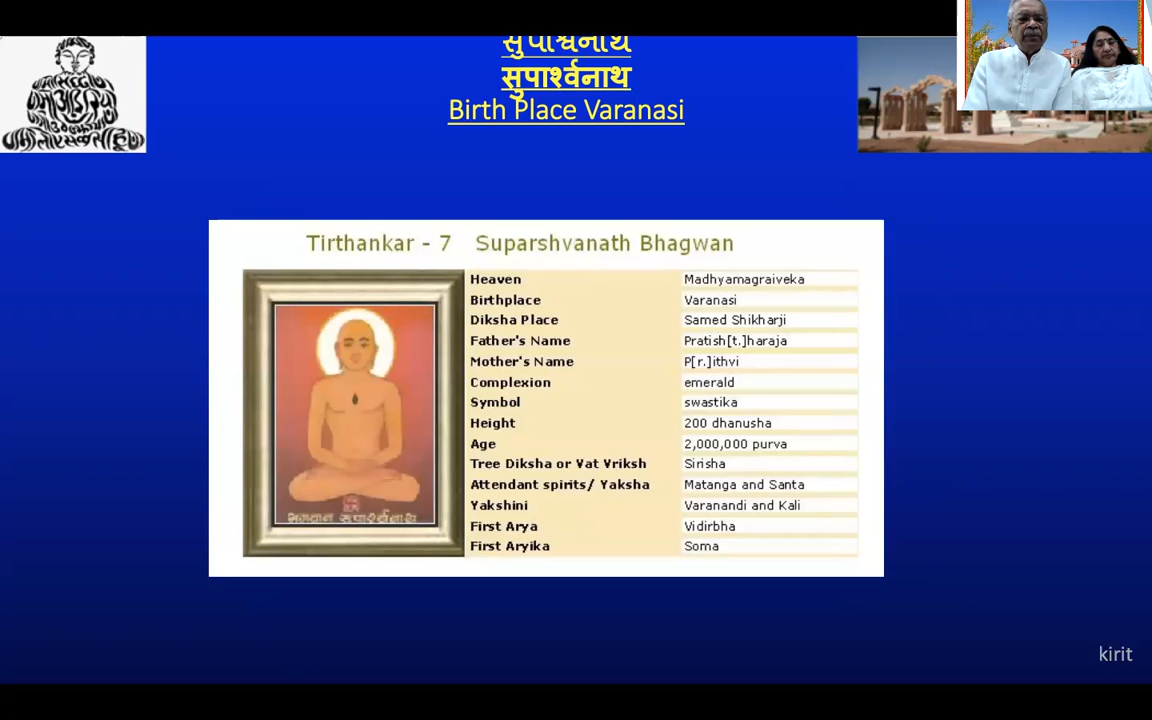 सुपार्श्वनाथ
सुपार्श्वनाथ
Birth Place Varanasi
Tirthankar - 7 Suparshvanath Bhagwan
Heaven Madhyamagraiveka
Birthplace Varanasi
Diksha Place Samed Shikharji
Father's Name Pratish[t.]haraja
Mother's Name P[r.]ithvi
Complexion emerald
Symbol swastika
Height 200 dhanusha
Age 2,000,000 purva
Tree Diksha or Vat Vriksh Sirisha
Attendant spirits/ Yaksha Matanga and Santa
Yakshini Varanandi and Kali
First Arya Vidirbha
First Aryika Soma
भगवान सुपार्श्वनाथ
kirit